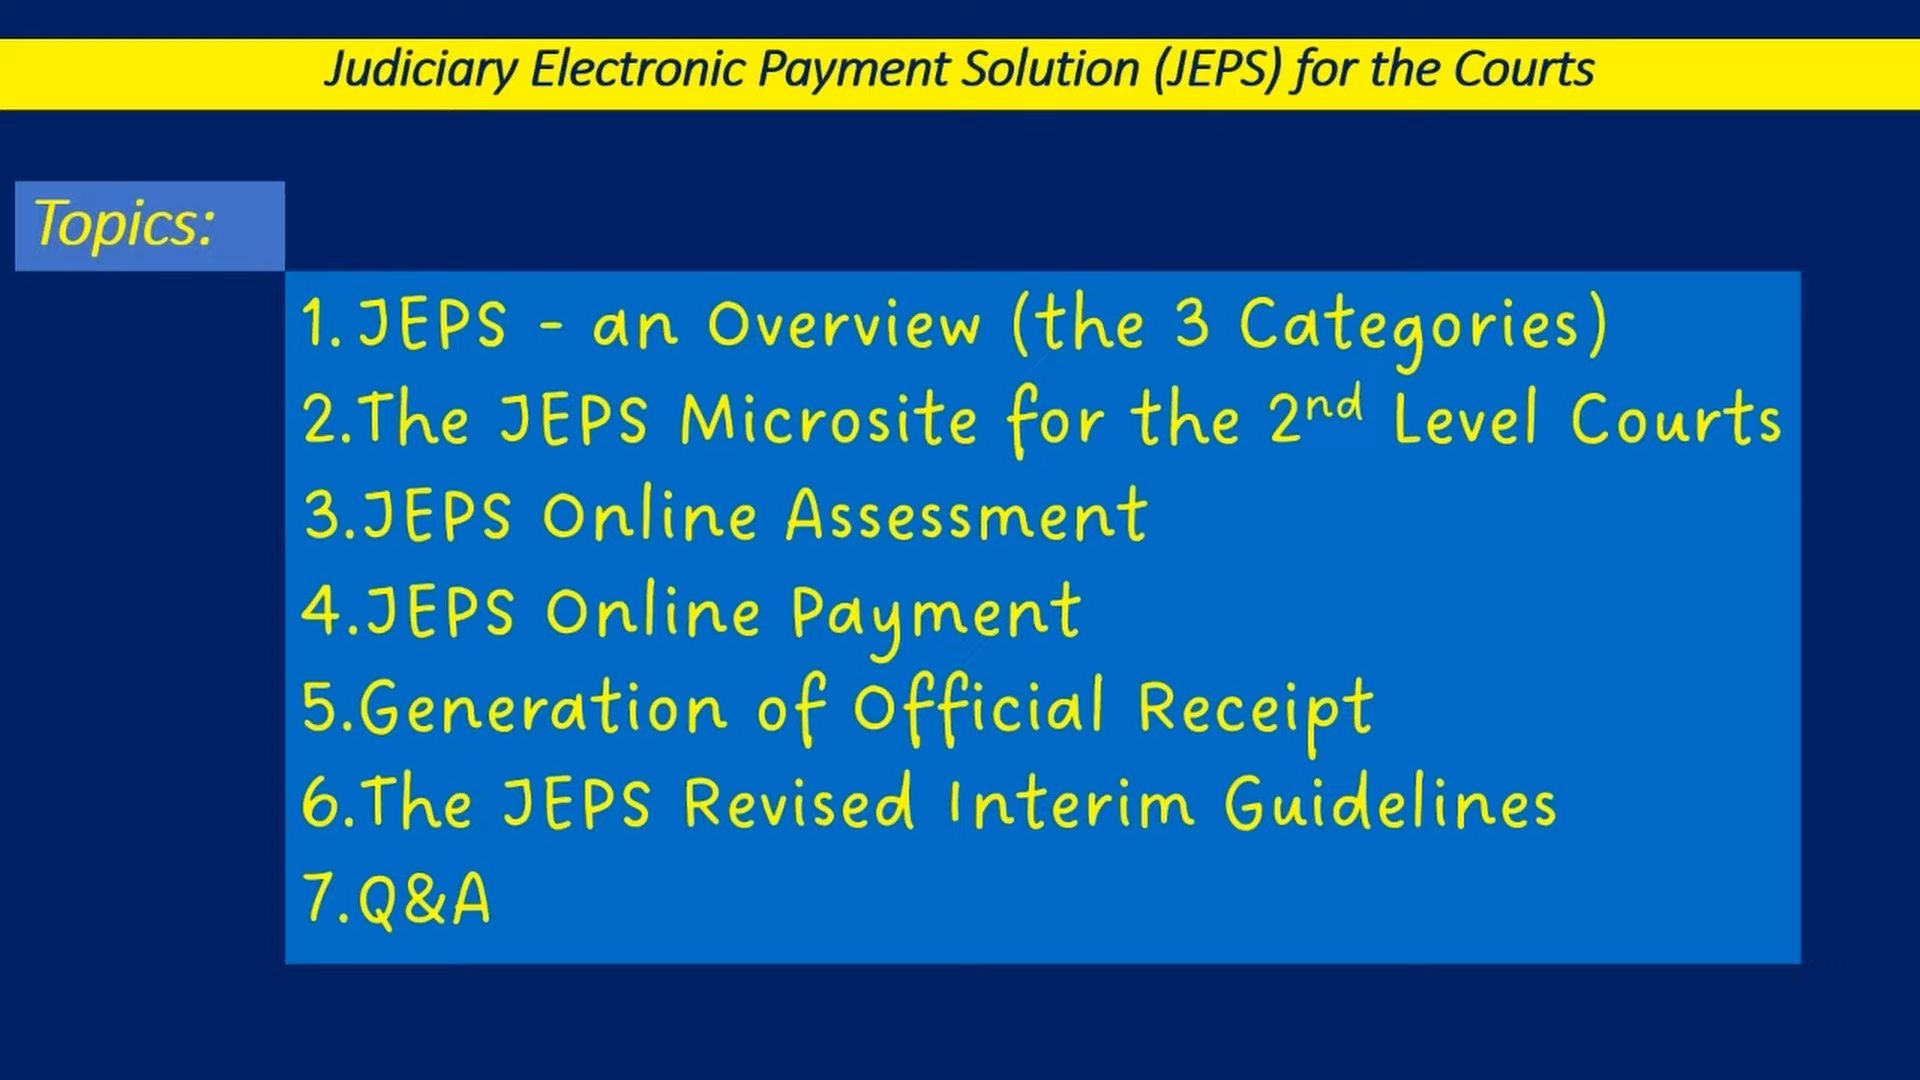 Judiciary Electronic Payment Solution (JEPS) for the Courts
Topics:
1. JEPS - an Overview (the 3 Categories)
2.The JEPS Microsite for the 2nd Level Courts
3.JEPS Online Assessment
4.JEPS Online Payment
5.Generation of Official Receipt
6.The JEPS Revised Interim Guidelines
7.Q&A